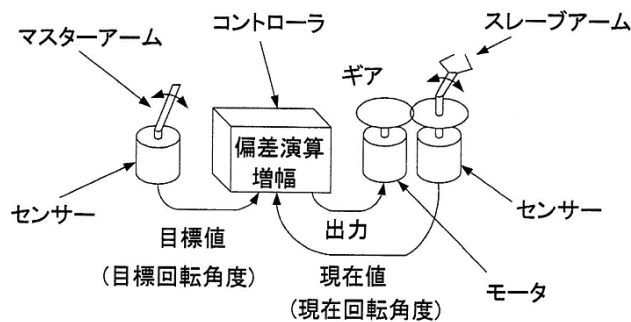 コントローラ
スレーブアーム
マスターアーム
ギア
偏差演算
増幅
センサー
出力
センサー
目標値
(目標回転角度)
現在値
(現在回転角度)
モータ